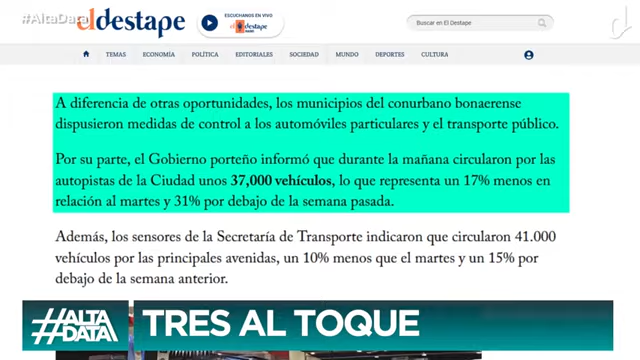 #AltaData
el destape
ESCUCHANOS EN VIVO
el destape
Buscar en El Destape
TEMAS ECONOMÍA POLÍTICA EDITORIALES SOCIEDAD MUNDO DEPORTES CULTURA
A diferencia de otras oportunidades, los municipios del conurbano bonaerense
dispusieron medidas de control a los automóviles particulares y el transporte público.
Por su parte, el Gobierno porteño informó que durante la mañana circularon por las
autopistas de la Ciudad unos 37,000 vehículos, lo que representa un 17% menos en
relación al martes y 31% por debajo de la semana pasada.
Además, los sensores de la Secretaría de Transporte indicaron que circularon 41.000
vehículos por las principales avenidas, un 10% menos que el martes y un 15% por
debajo de la semana anterior.
#ALTA
DATA
TRES AL TOQUE